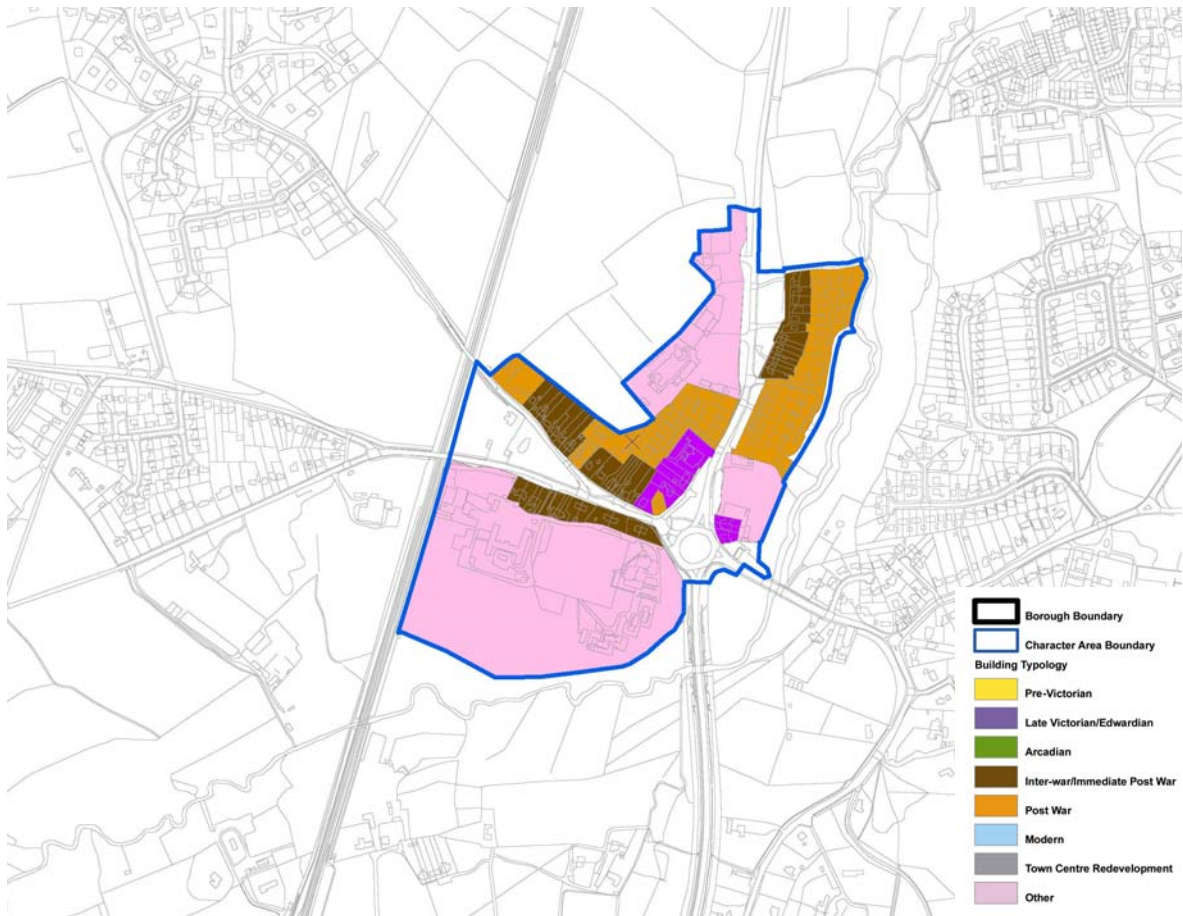 Borough Boundary
Character Area Boundary
Building Typology
Pre-Victorian
Late Victorian/Edwardian
Arcadian
Inter-war/Immediate Post War
Post War
Modern
Town Centre Redevelopment
Other